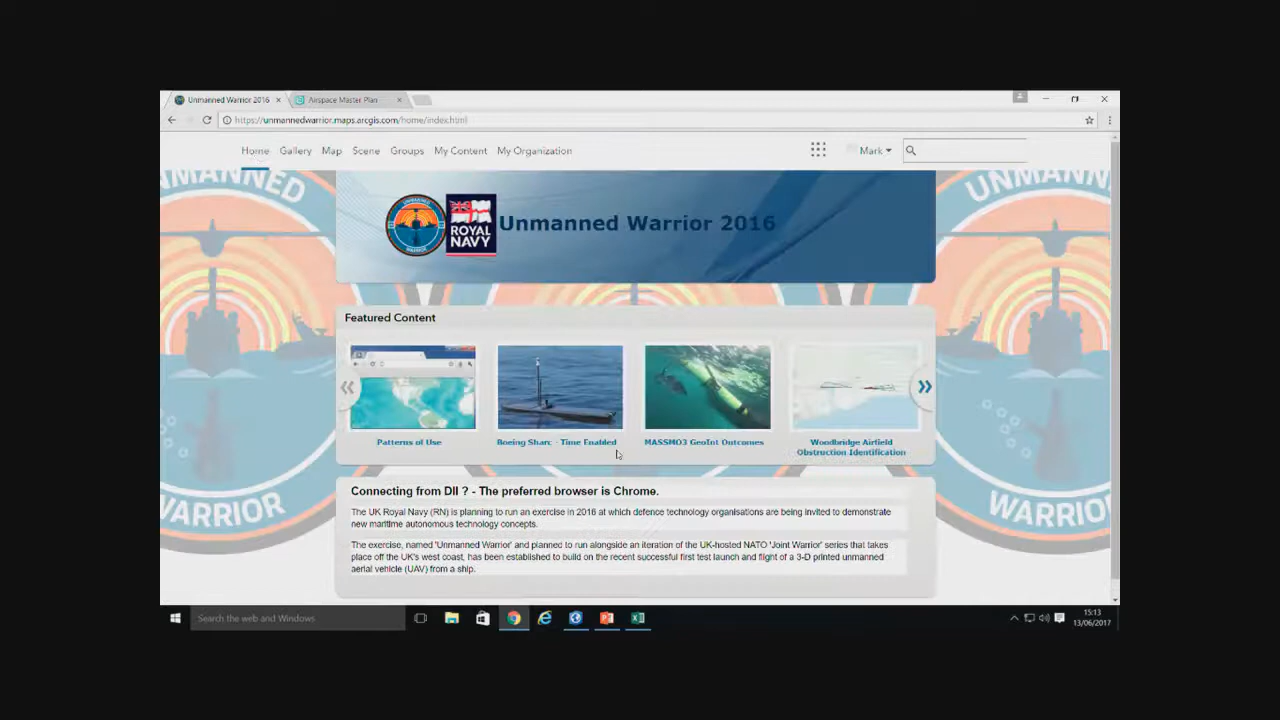 Unmanned Warrior 2016
Airspace Master Plan
https://unmannedwarrior.maps.arcgis.com/home/index.html
Home Gallery Map Scene Groups My Content My Organization
Mark
UNMANNED
UNMANNED
UNMANNED
WARRIOR
ROYAL
NAVY
Unmanned Warrior 2016
Featured Content
Patterns of Use
Boeing Sharc - Time Enabled
MASSMO3 GeoInt Outcomes
Woodbridge Airfield
Obstruction Identification
WARRIOR
WARRIOR
Connecting from DII ? - The preferred browser is Chrome.
The UK Royal Navy (RN) is planning to run an exercise in 2016 at which defence technology organisations are being invited to demonstrate
new maritime autonomous technology concepts.
The exercise, named 'Unmanned Warrior' and planned to run alongside an iteration of the UK-hosted NATO 'Joint Warrior' series that takes
place off the UK's west coast, has been established to build on the recent successful first test launch and flight of a 3-D printed unmanned
aerial vehicle (UAV) from a ship.
Search the web and Windows
15:13
13/06/2017